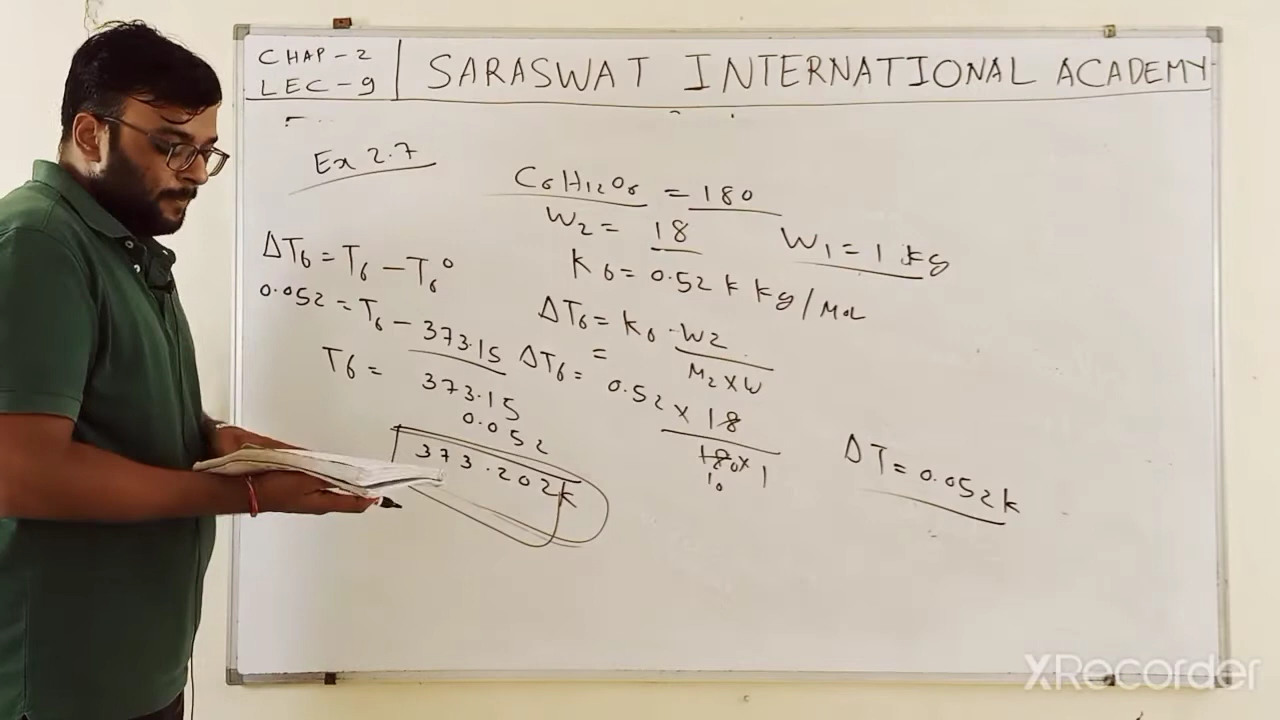 CHAP-2
LEC-9
SARASWAT INTERNATIONAL ACADEMY
Ex 2.7
C6H12O6 = 180
W2 = 18
W1 = 1 kg
Kb = 0.52 K Kg/Mol
ΔTb = Tb - Tb°
0.052 = Tb - 373.15
Tb =
373.15
0.052
373.202K
ΔTb = Kb · W2
M2 x W
=
ΔTb = 0.52 x 18
180 x 1
10
ΔT = 0.052 K
XRecorder